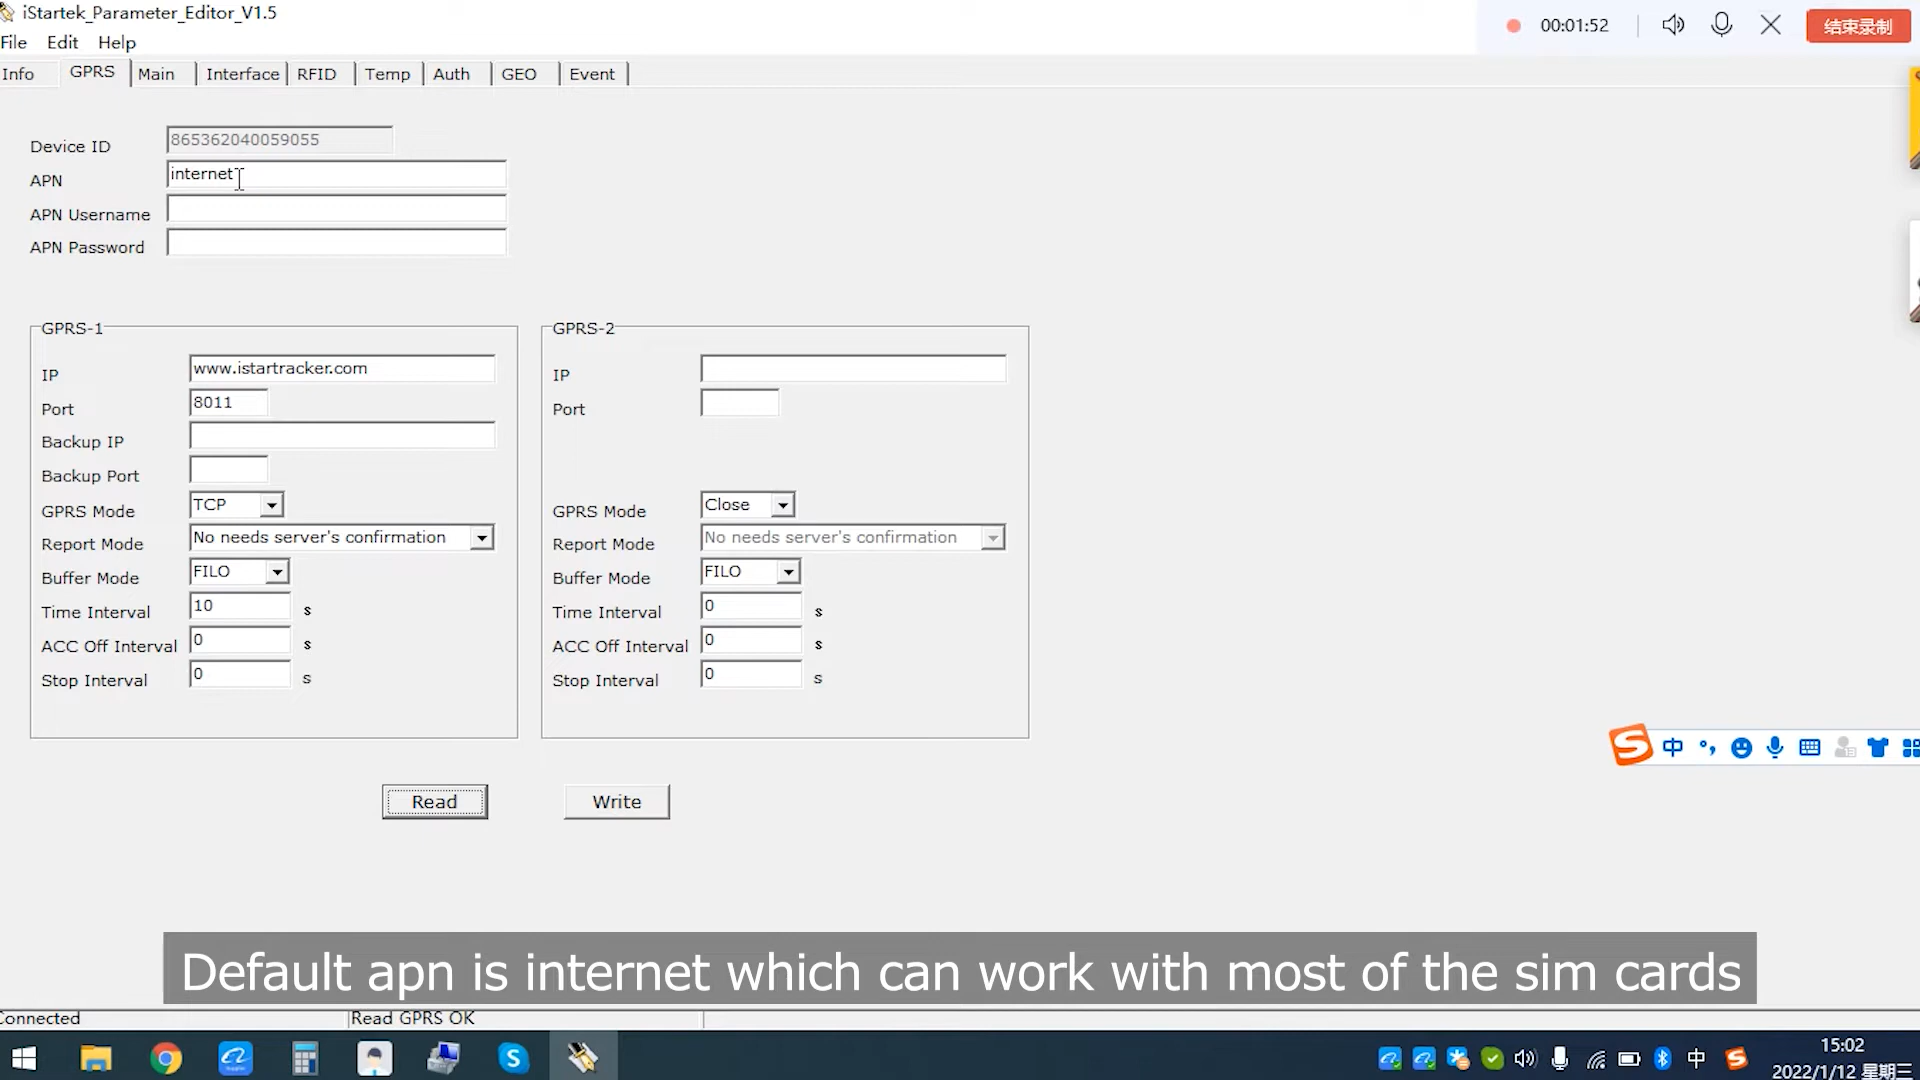 iStartek_Parameter_Editor_V1.5
00:01:52
结束录制
File Edit Help
Info GPRS Main Interface RFID Temp Auth GEO Event
Device ID 865362040059055
APN internet
APN Username
APN Password
GPRS-1
IP www.istartracker.com
Port 8011
Backup IP
Backup Port
GPRS Mode TCP
Report Mode No needs server's confirmation
Buffer Mode FILO
Time Interval 10 s
ACC Off Interval 0 s
Stop Interval 0 s
GPRS-2
IP
Port
GPRS Mode Close
Report Mode No needs server's confirmation
Buffer Mode FILO
Time Interval 0 s
ACC Off Interval 0 s
Stop Interval 0 s
中
Read Write
Default apn is internet which can work with most of the sim cards
Connected Read GPRS OK
中
15:02
2022/1/12 星期三